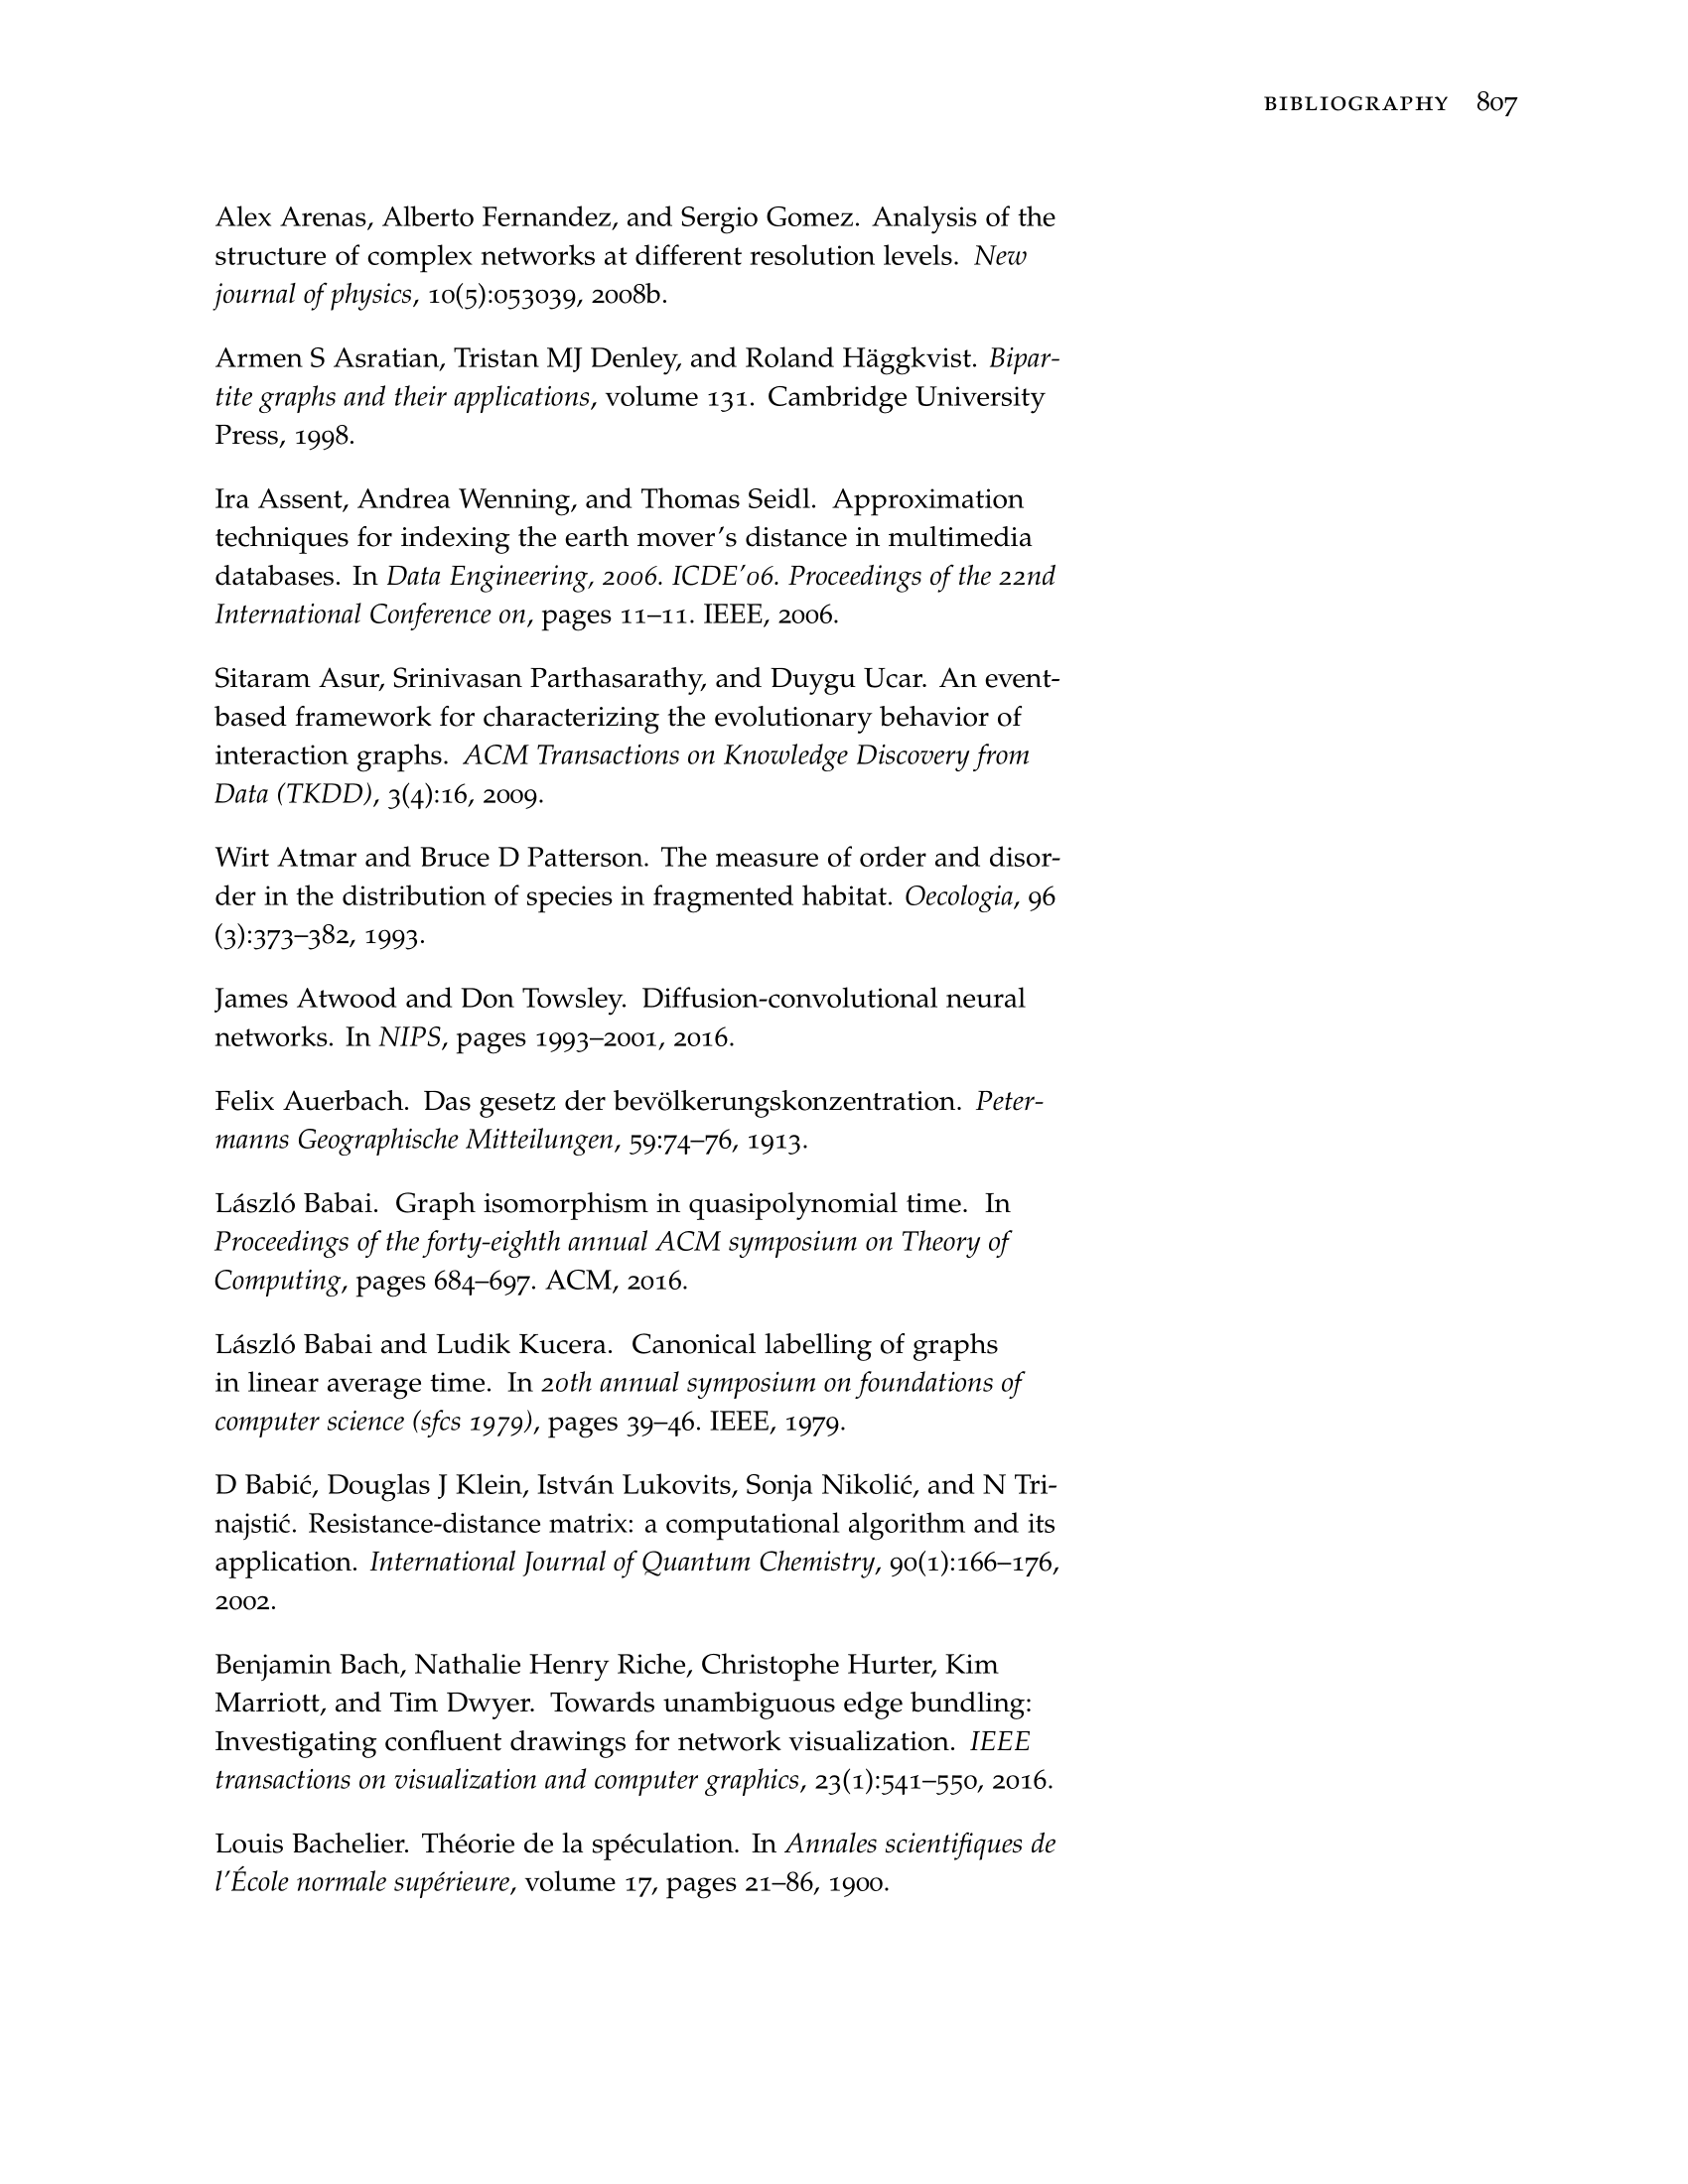 BIBLIOGRAPHY 807
Alex Arenas, Alberto Fernandez, and Sergio Gomez. Analysis of the
structure of complex networks at different resolution levels. New
journal of physics, 10(5):053039, 2008b.
Armen S Asratian, Tristan MJ Denley, and Roland Häggkvist. Bipar-
tite graphs and their applications, volume 131. Cambridge University
Press, 1998.
Ira Assent, Andrea Wenning, and Thomas Seidl. Approximation
techniques for indexing the earth mover's distance in multimedia
databases. In Data Engineering, 2006. ICDE'06. Proceedings of the 22nd
International Conference on, pages 11–11. IEEE, 2006.
Sitaram Asur, Srinivasan Parthasarathy, and Duygu Ucar. An event-
based framework for characterizing the evolutionary behavior of
interaction graphs. ACM Transactions on Knowledge Discovery from
Data (TKDD), 3(4):16, 2009.
Wirt Atmar and Bruce D Patterson. The measure of order and disor-
der in the distribution of species in fragmented habitat. Oecologia, 96
(3):373–382, 1993.
James Atwood and Don Towsley. Diffusion-convolutional neural
networks. In NIPS, pages 1993–2001, 2016.
Felix Auerbach. Das gesetz der bevölkerungskonzentration. Peter-
manns Geographische Mitteilungen, 59:74–76, 1913.
László Babai. Graph isomorphism in quasipolynomial time. In
Proceedings of the forty-eighth annual ACM symposium on Theory of
Computing, pages 684–697. ACM, 2016.
László Babai and Ludik Kucera. Canonical labelling of graphs
in linear average time. In 20th annual symposium on foundations of
computer science (sfcs 1979), pages 39–46. IEEE, 1979.
D Babić, Douglas J Klein, István Lukovits, Sonja Nikolić, and N Tri-
najstić. Resistance-distance matrix: a computational algorithm and its
application. International Journal of Quantum Chemistry, 90(1):166–176,
2002.
Benjamin Bach, Nathalie Henry Riche, Christophe Hurter, Kim
Marriott, and Tim Dwyer. Towards unambiguous edge bundling:
Investigating confluent drawings for network visualization. IEEE
transactions on visualization and computer graphics, 23(1):541–550, 2016.
Louis Bachelier. Théorie de la spéculation. In Annales scientifiques de
l'École normale supérieure, volume 17, pages 21–86, 1900.